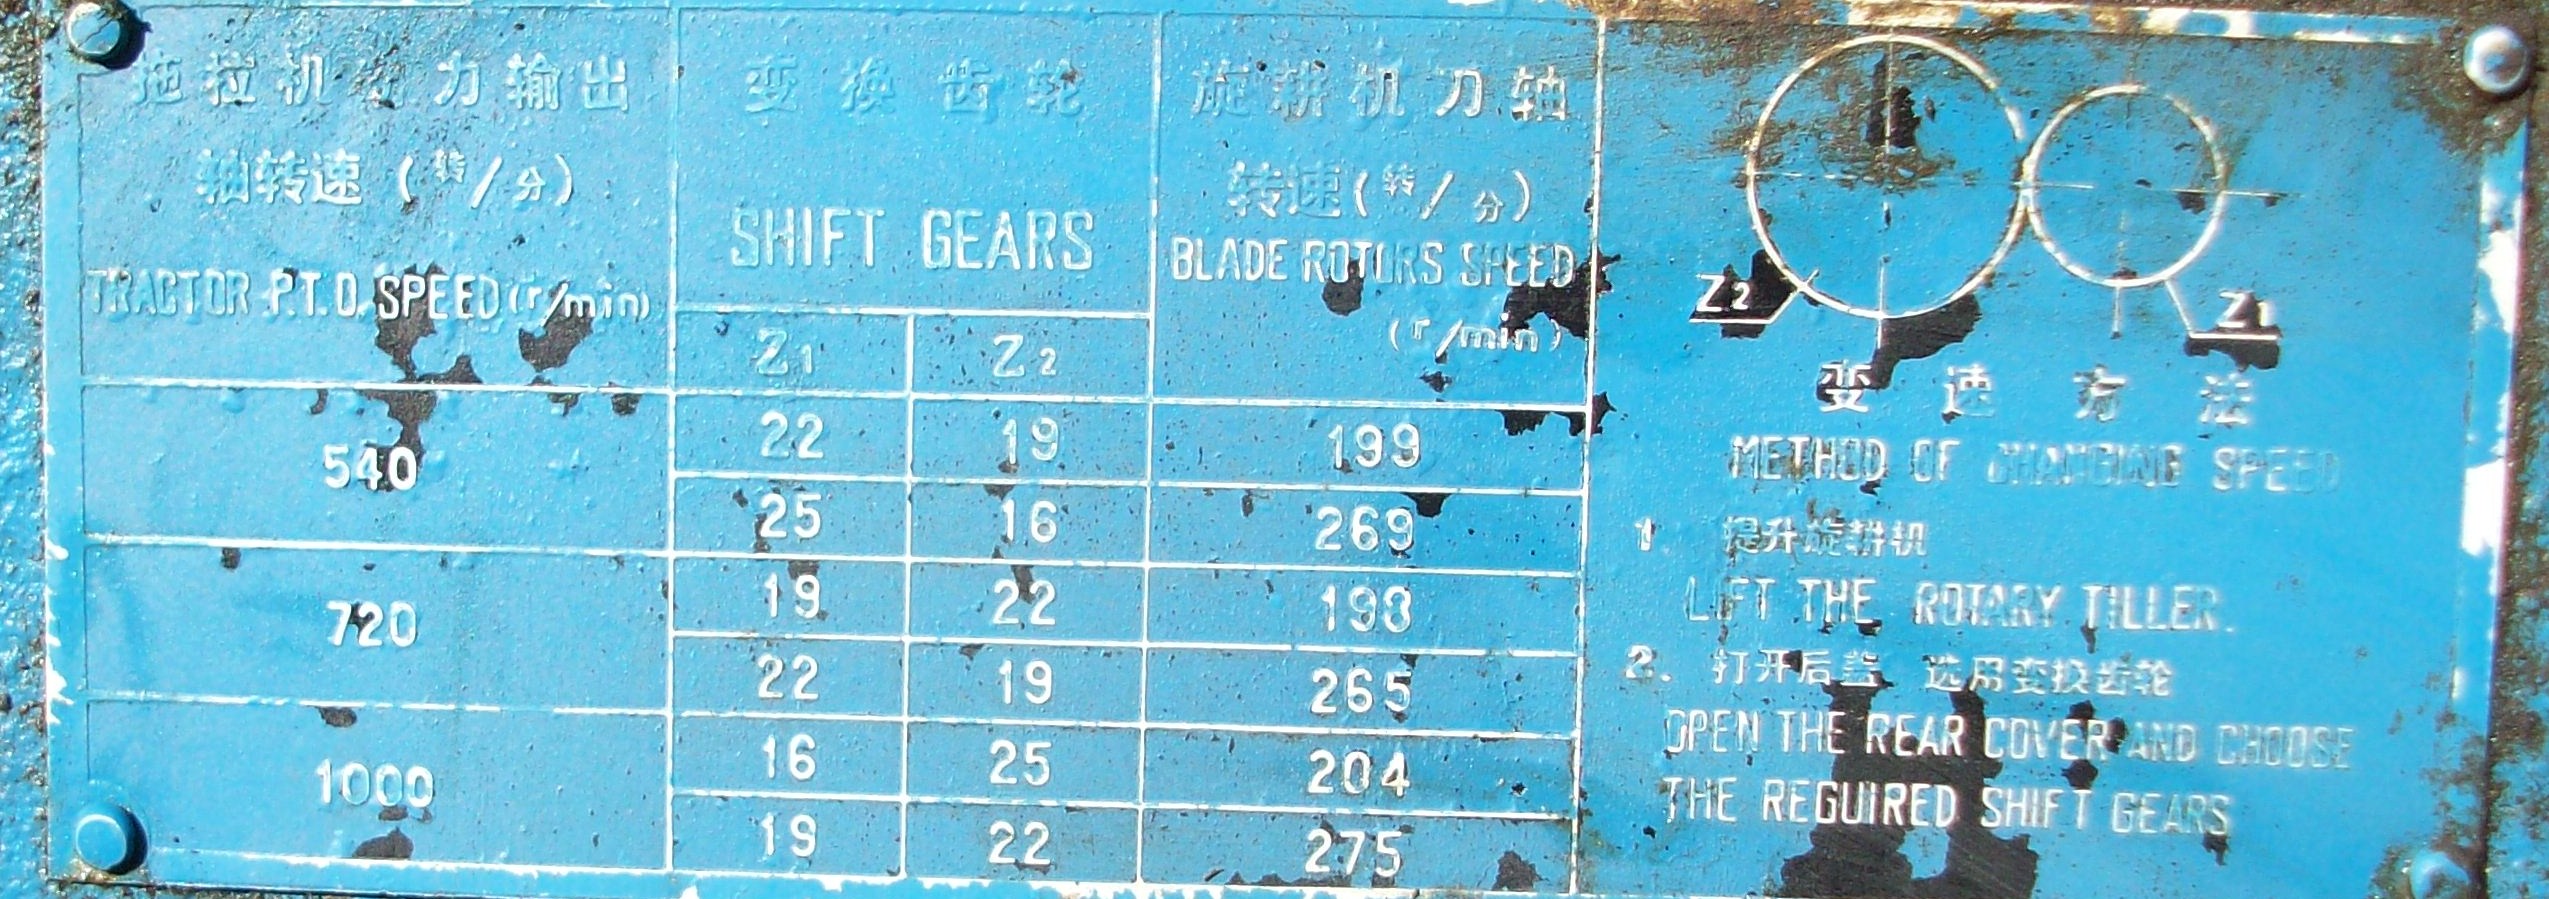 拖拉机动力输出
轴转速(转/分)
TRACTOR P.T.O. SPEED(r/min)
变换齿轮
SHIFT GEARS
Z1 Z2
旋耕机刀轴
转速(转/分)
BLADE ROTORS SPEED
(r/min)
540 22 19 199
25 16 269
720 19 22 198
22 19 265
1000 16 25 204
19 22 275
Z2
Z1
变速方法
METHOD OF CHANGING SPEED
1. 提升旋耕机
LIFT THE ROTARY TILLER.
2. 打开后盖 选用变换齿轮
OPEN THE REAR COVER AND CHOOSE
THE REGUIRED SHIFT GEARS